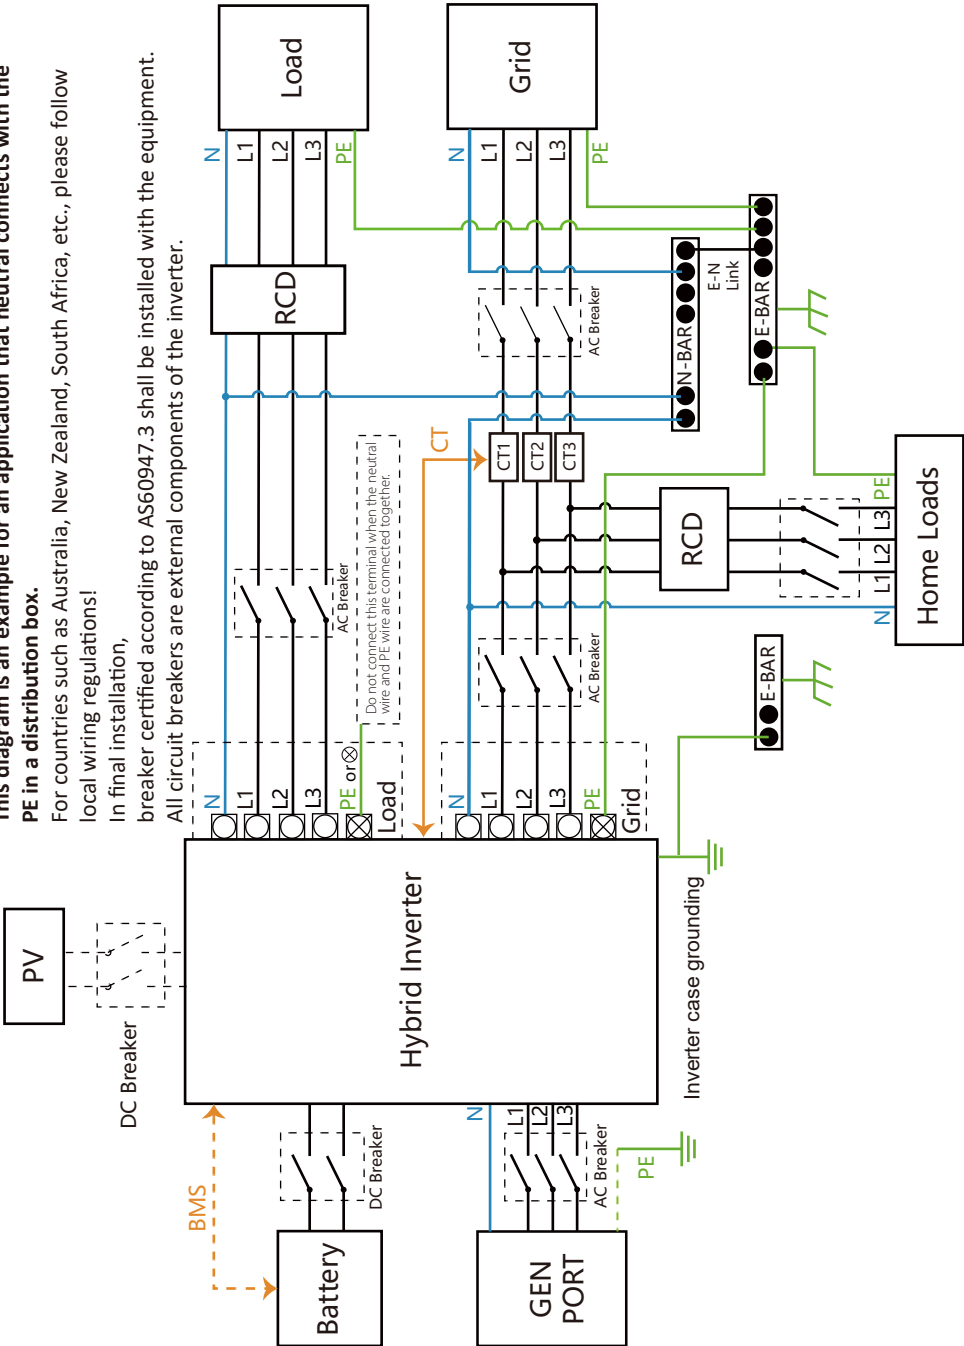 This diagram is an example for an application that neutral connects with the
PE in a distribution box.
For countries such as Australia, New Zealand, South Africa, etc., please follow
local wiring regulations!
In final installation,
breaker certified according to AS60947.3 shall be installed with the equipment.
All circuit breakers are external components of the inverter.
PV
DC Breaker
BMS
Battery
DC Breaker
Hybrid Inverter
N
L1
L2
L3
PE or
Load
Do not connect this terminal when the neutral
wire and PE wire are connected together.
AC Breaker
RCD
N
L1
L2
L3
PE
Load
CT
N
L1
L2
L3
PE
Grid
AC Breaker
CT1
CT2
CT3
AC Breaker
N
L1
L2
L3
PE
Grid
GEN
PORT
N
L1
L2
L3
AC Breaker
PE
Inverter case grounding
E-BAR
N-BAR
E-N
Link
E-BAR
RCD
N
L1
L2
L3
PE
Home Loads